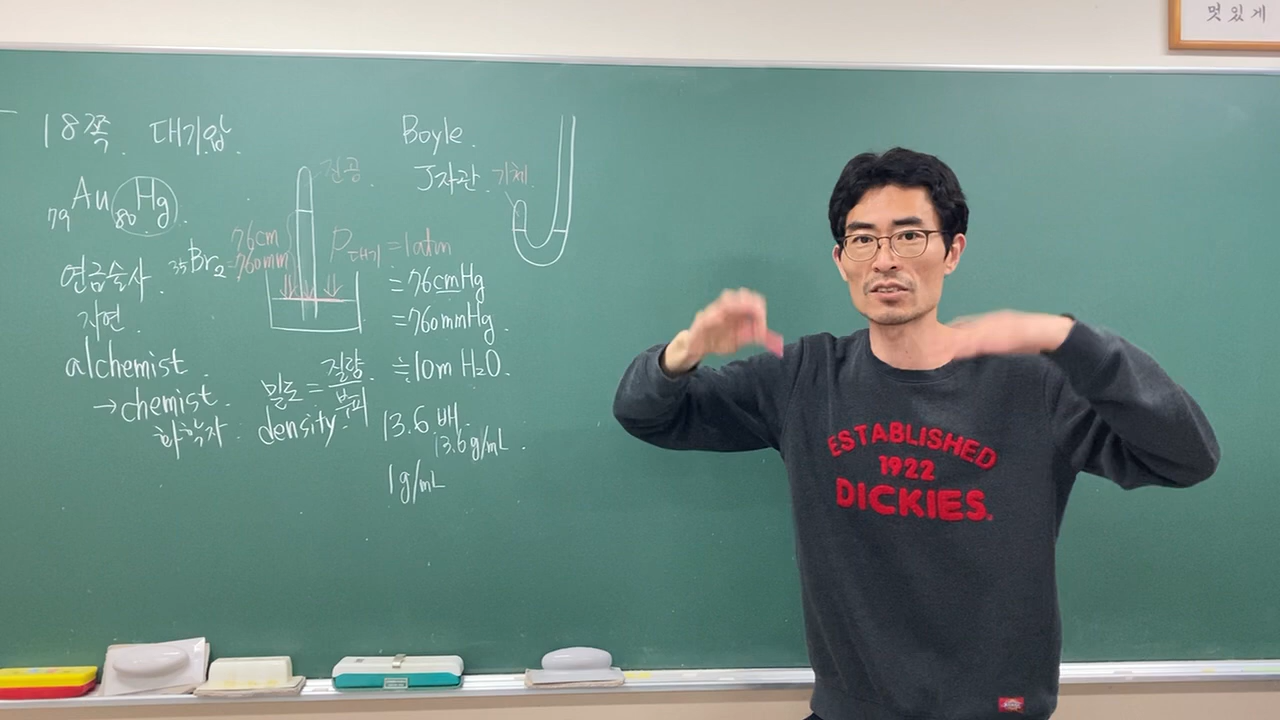 멋있게
18쪽. 대기압.
79Au 80Hg.
연금술사.
자연.
alchemist.
→chemist.
화학자.
35Br2
진공.
76cm
=760mm
P대기 = 1atm
≒76cmHg
=760mmHg.
≒10m H2O.
밀도 = 질량/부피.
density.
13.6배.
13.6g/mL.
1g/mL
Boyle.
J자관. 기체.
ESTABLISHED
1922
DICKIES.